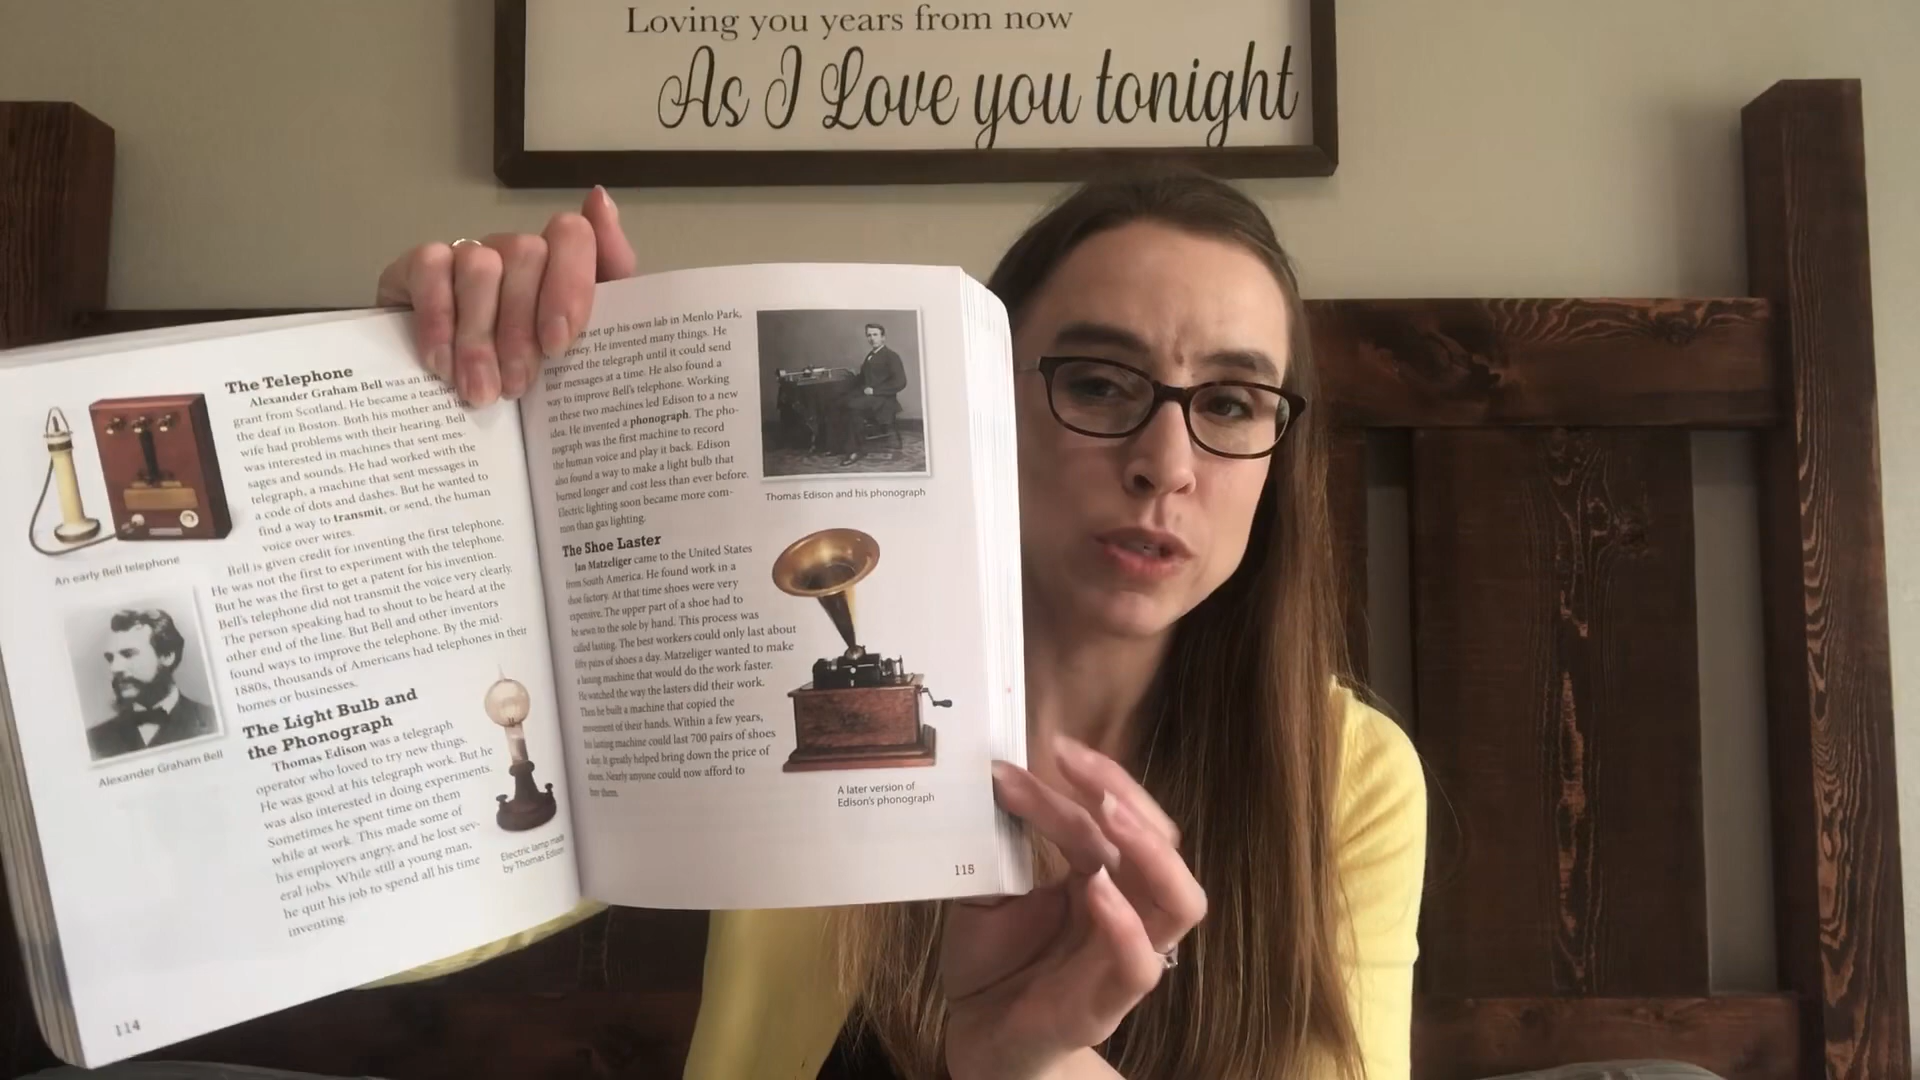 Loving you years from now
As I Love you tonight
The Telephone
Alexander Graham Bell was an
grant from Scotland. He became a teacher
the deaf in Boston. Both his mother and his
wife had problems with their hearing. Bell
was interested in machines that sent mes-
sages and sounds. He had worked with the
telegraph, a machine that sent messages in
a code of dots and dashes. But he wanted to
find a way to transmit, or send, the human
voice over wires.
Bell is given credit for inventing the first telephone.
He was not the first to experiment with the telephone.
But he was the first to get a patent for his invention.
Bell's telephone did not transmit the voice very clearly.
The person speaking had to shout to be heard at the
other end of the line. But Bell and other inventors
found ways to improve the telephone. By the mid-
1880s, thousands of Americans had telephones in their
homes or businesses.
An early Bell telephone
Alexander Graham Bell
The Light Bulb and
the Phonograph
Thomas Edison was a telegraph
operator who loved to try new things.
He was good at his telegraph work. But he
was also interested in doing experiments.
Sometimes he spent time on them
while at work. This made some of
his employers angry, and he lost sev-
eral jobs. While still a young man,
he quit his job to spend all his time
inventing.
Electric lamp made
by Thomas Edison
114
set up his own lab in Menlo Park,
He invented many things. He
improved the telegraph until it could send
four messages at a time. He also found a
way to improve Bell's telephone. Working
on these two machines led Edison to a new
idea. He invented a phonograph. The pho-
nograph was the first machine to record
the human voice and play it back. Edison
also found a way to make a light bulb that
burned longer and cost less than ever before.
Electric lighting soon became more com-
mon than gas lighting.
Thomas Edison and his phonograph
The Shoe Laster
Jan Matzeliger came to the United States
from South America. He found work in a
shoe factory. At that time shoes were very
expensive. The upper part of a shoe had to
be sewn to the sole by hand. This process was
called lasting. The best workers could only last about
fifty pairs of shoes a day. Matzeliger wanted to make
a lasting machine that would do the work faster.
He watched the way the lasters did their work.
Then he built a machine that copied the
movement of their hands. Within a few years,
his lasting machine could last 700 pairs of shoes
a day. It greatly helped bring down the price of
shoes. Nearly anyone could now afford to
buy them.
A later version of
Edison's phonograph
115